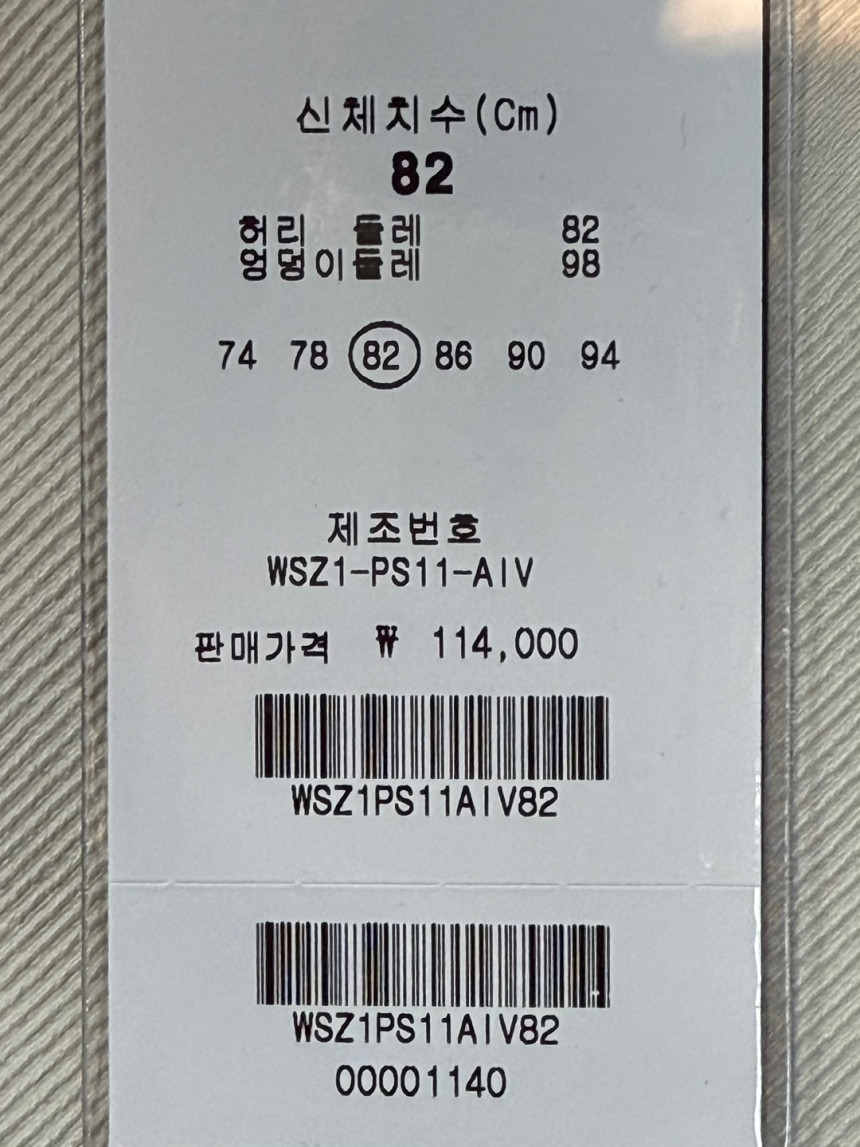 신체치수(Cm)
82
허리 둘레 82
엉덩이둘레 98
74 78 82 86 90 94
제조번호
WSZ1-PS11-AIV
판매가격 ₩ 114,000
WSZ1PS11AIV82
WSZ1PS11AIV82
00001140